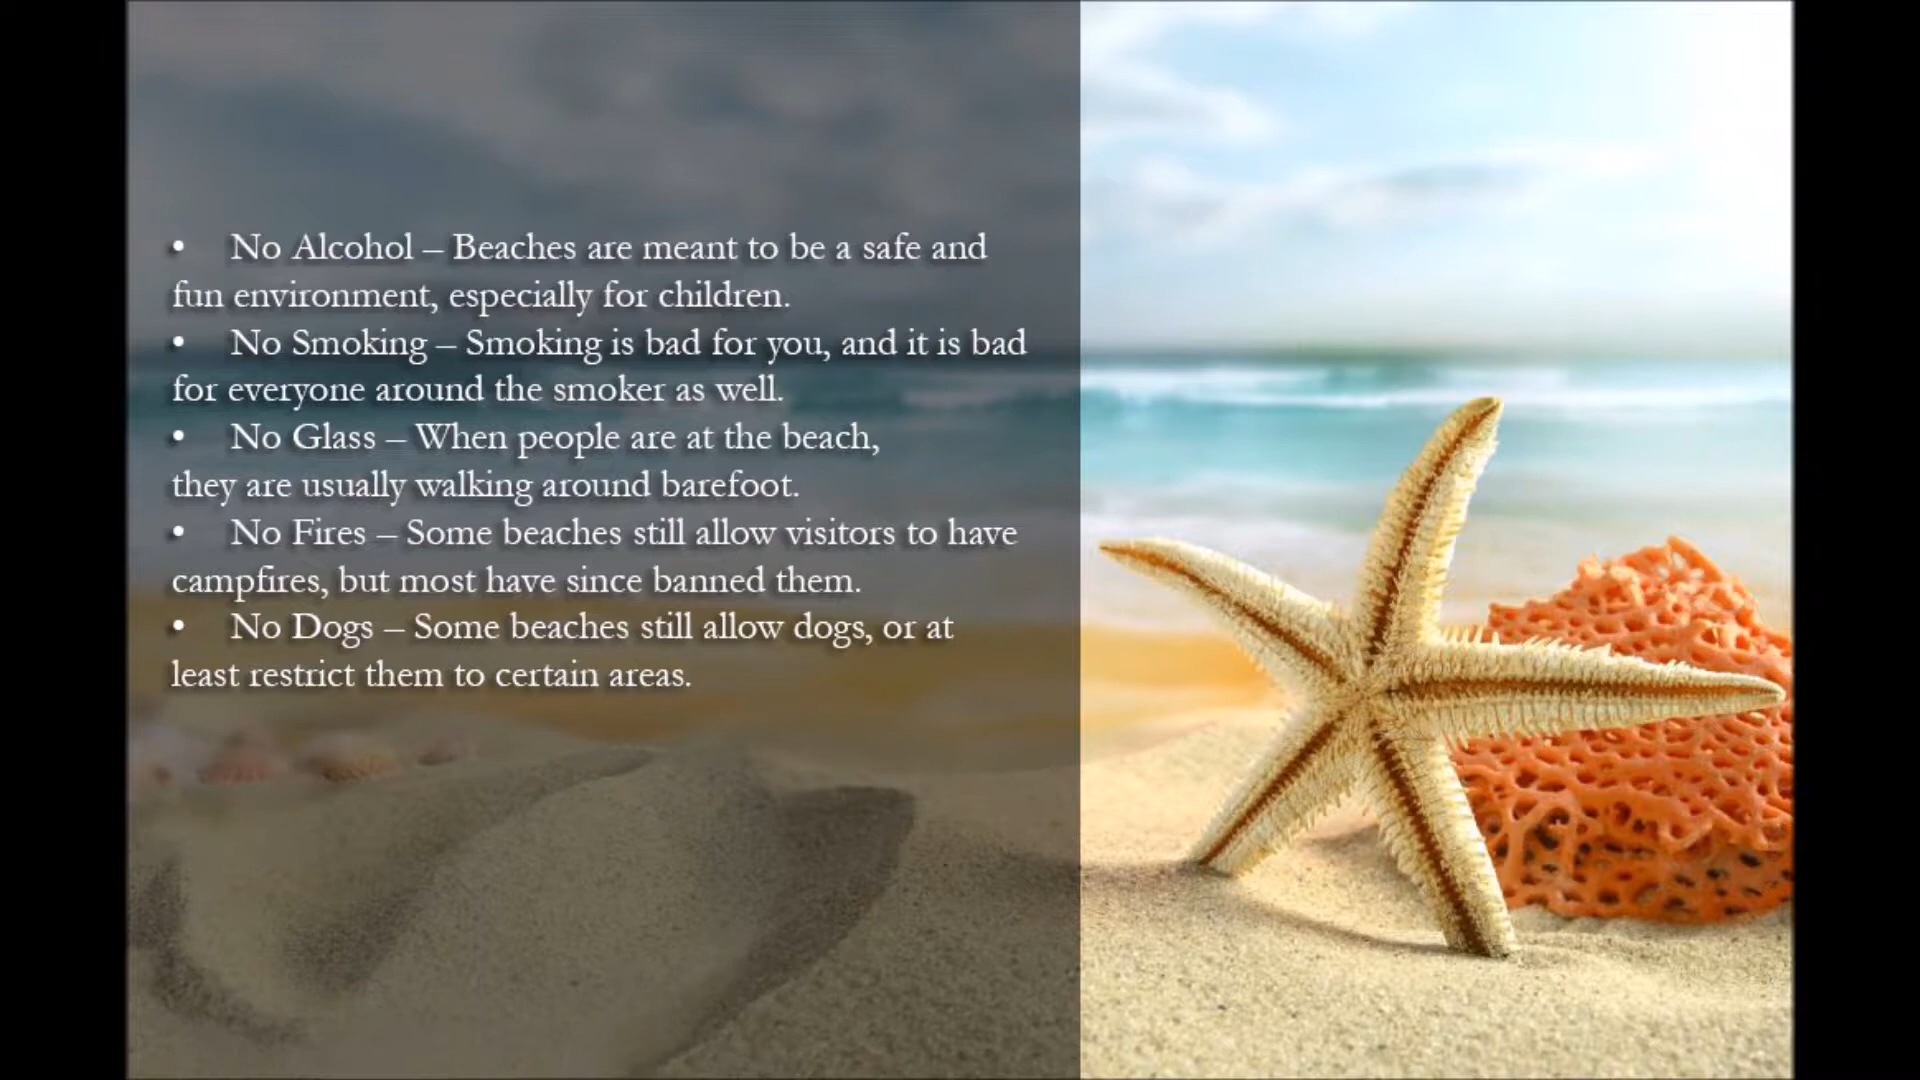 • No Alcohol – Beaches are meant to be a safe and
fun environment, especially for children.
• No Smoking – Smoking is bad for you, and it is bad
for everyone around the smoker as well.
• No Glass – When people are at the beach,
they are usually walking around barefoot.
• No Fires – Some beaches still allow visitors to have
campfires, but most have since banned them.
• No Dogs – Some beaches still allow dogs, or at
least restrict them to certain areas.